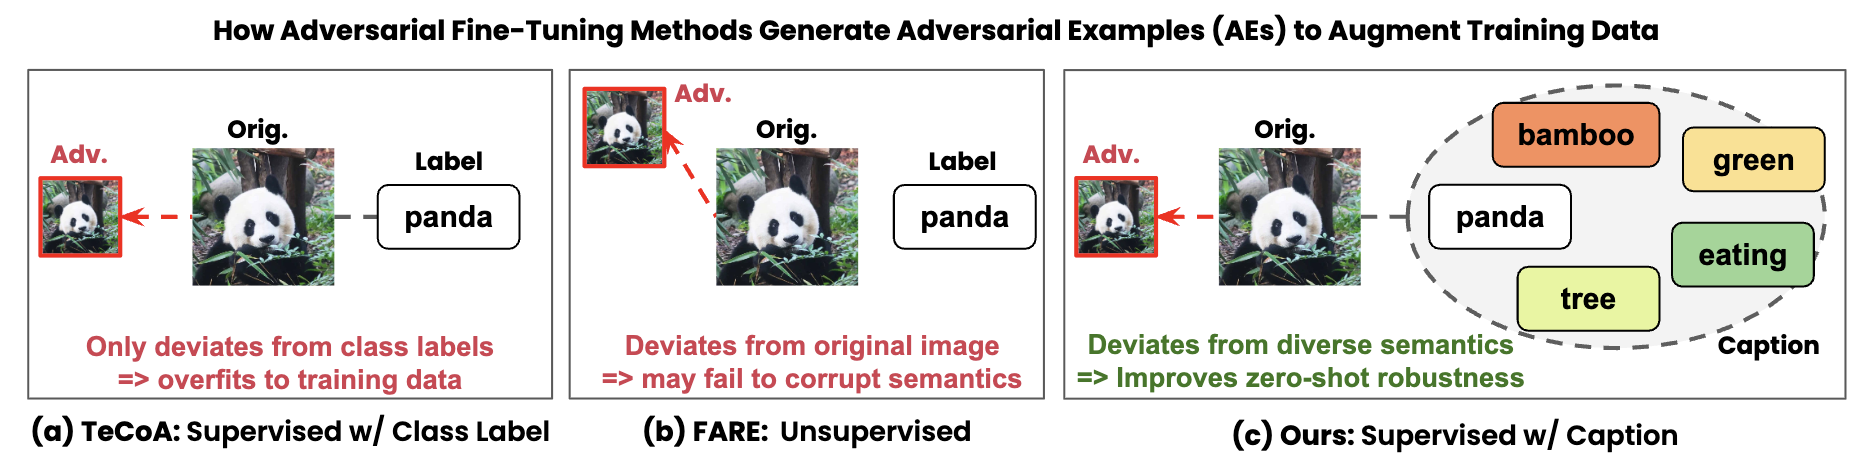 How Adversarial Fine-Tuning Methods Generate Adversarial Examples (AEs) to Augment Training Data
Adv.
Orig.
Label
panda
Only deviates from class labels
=> overfits to training data
(a) TeCoA: Supervised w/ Class Label
Adv.
Orig.
Label
panda
Deviates from original image
=> may fail to corrupt semantics
(b) FARE: Unsupervised
Adv.
Orig.
bamboo
green
panda
eating
tree
Caption
Deviates from diverse semantics
=> Improves zero-shot robustness
(c) Ours: Supervised w/ Caption